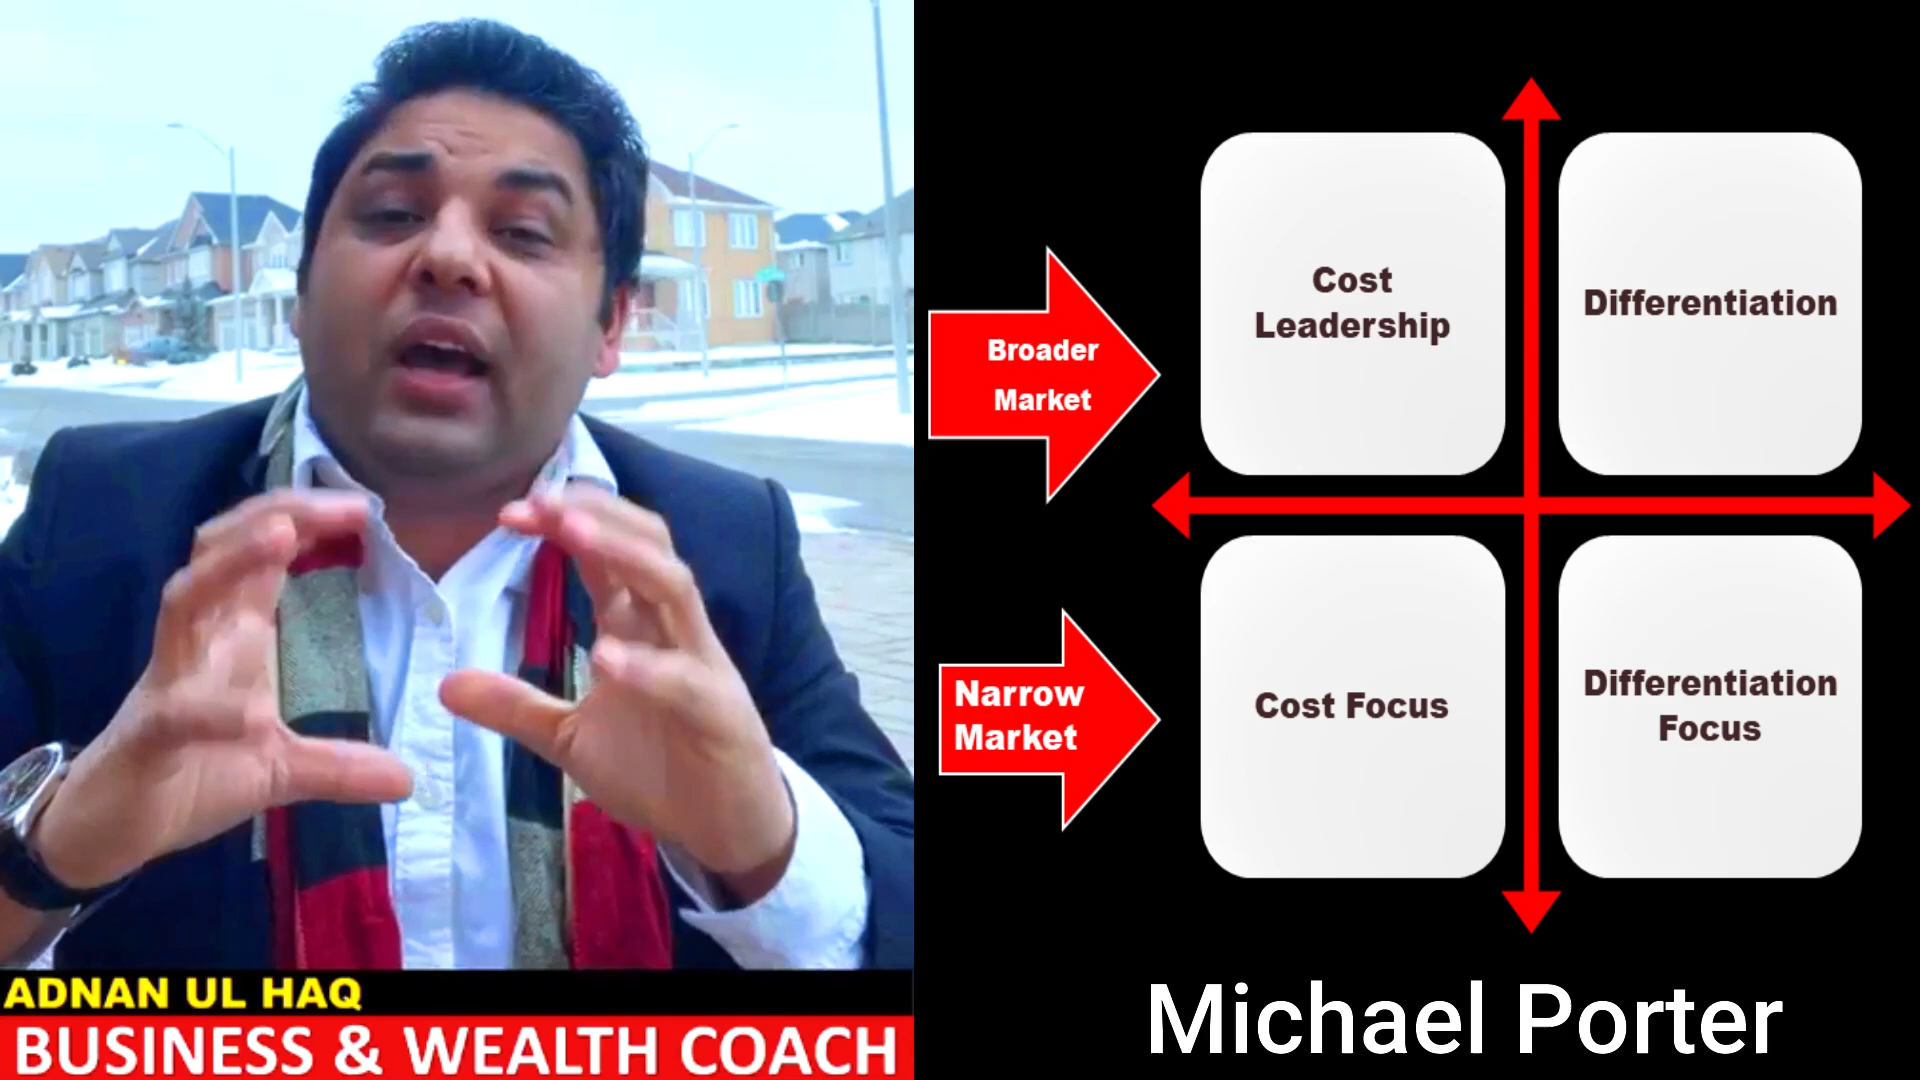 ADNAN UL HAQ
BUSINESS & WEALTH COACH
Broader
Market
Cost
Leadership
Differentiation
Narrow
Market
Cost Focus
Differentiation
Focus
Michael Porter